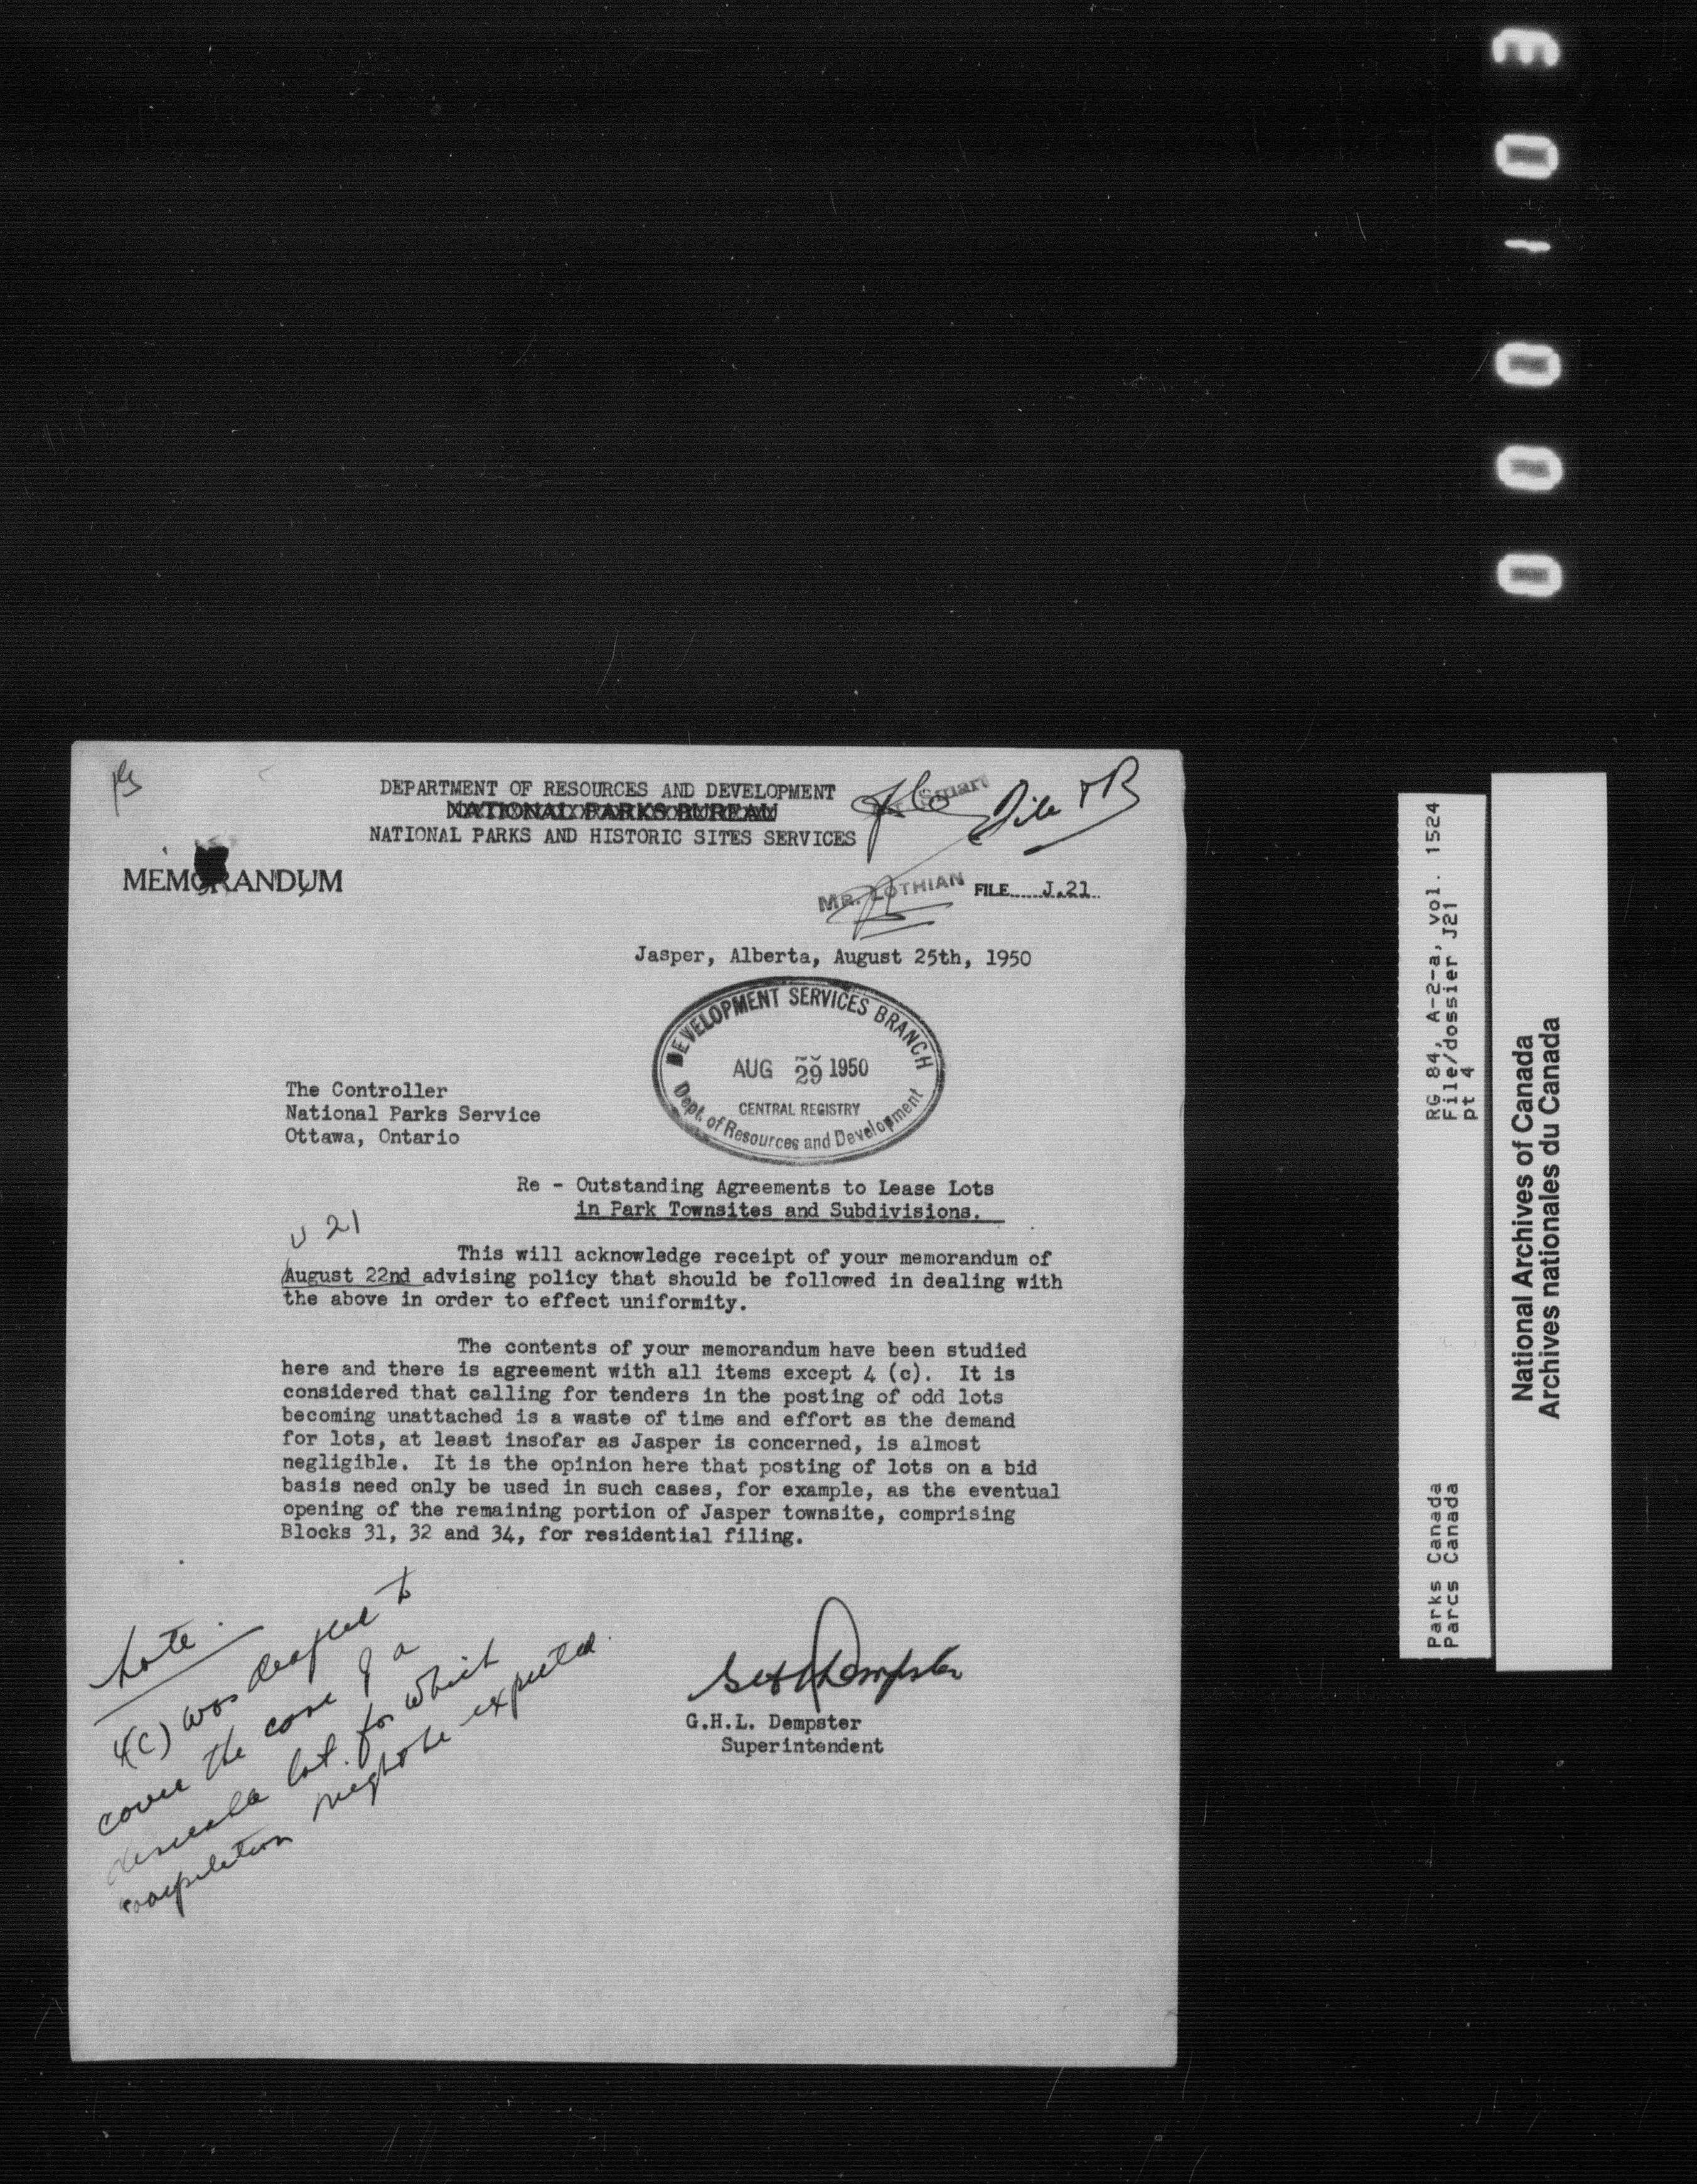 DEPARTMENT OF RESOURCES AND DEVELOPMENT
NATIONAL PARKS BUREAU
NATIONAL PARKS AND HISTORIC SITES SERVICES
Smart
File
MEMORANDUM
MR. LOTHIAN
FILE J.21
Jasper, Alberta, August 25th, 1950
DEVELOPMENT SERVICES BRANCH
AUG 29 1950
CENTRAL REGISTRY
Dept. of Resources and Development
The Controller
National Parks Service
Ottawa, Ontario
Re - Outstanding Agreements to Lease Lots
in Park Townsites and Subdivisions.
U 21
This will acknowledge receipt of your memorandum of
August 22nd advising policy that should be followed in dealing with
the above in order to effect uniformity.
The contents of your memorandum have been studied
here and there is agreement with all items except 4 (c). It is
considered that calling for tenders in the posting of odd lots
becoming unattached is a waste of time and effort as the demand
for lots, at least insofar as Jasper is concerned, is almost
negligible. It is the opinion here that posting of lots on a bid
basis need only be used in such cases, for example, as the eventual
opening of the remaining portion of Jasper townsite, comprising
Blocks 31, 32 and 34, for residential filing.
Note.
4(c) was drafted to
cover the case of a
desirable lot for which
competition might be expected.
GHL Dempster
G.H.L. Dempster
Superintendent
0 0 0 1 0 3
RG 84, A-2-a, vol. 1524
File/dossier J21
pt 4
Parks Canada
Parcs Canada
National Archives of Canada
Archives nationales du Canada